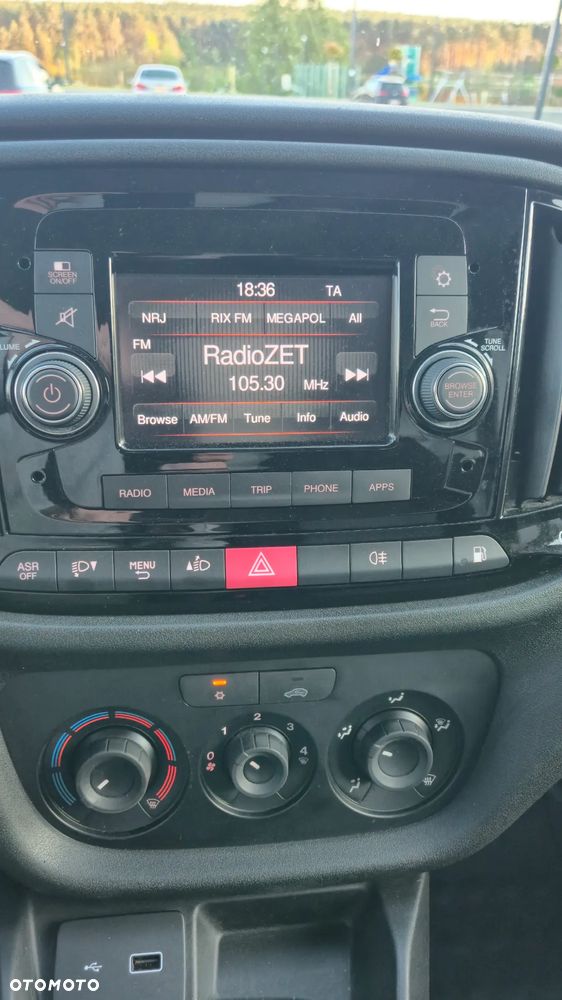 SCREEN
ON/OFF
18:36 TA
NRJ RIX FM MEGAPOL All
BACK
FM
RadioZET
105.30 MHz
VOLUME
TUNE
SCROLL
BROWSE
ENTER
Browse AM/FM Tune Info Audio
RADIO MEDIA TRIP PHONE APPS
ASR
OFF
MENU
0 1 2 3 4
OTOMOTO